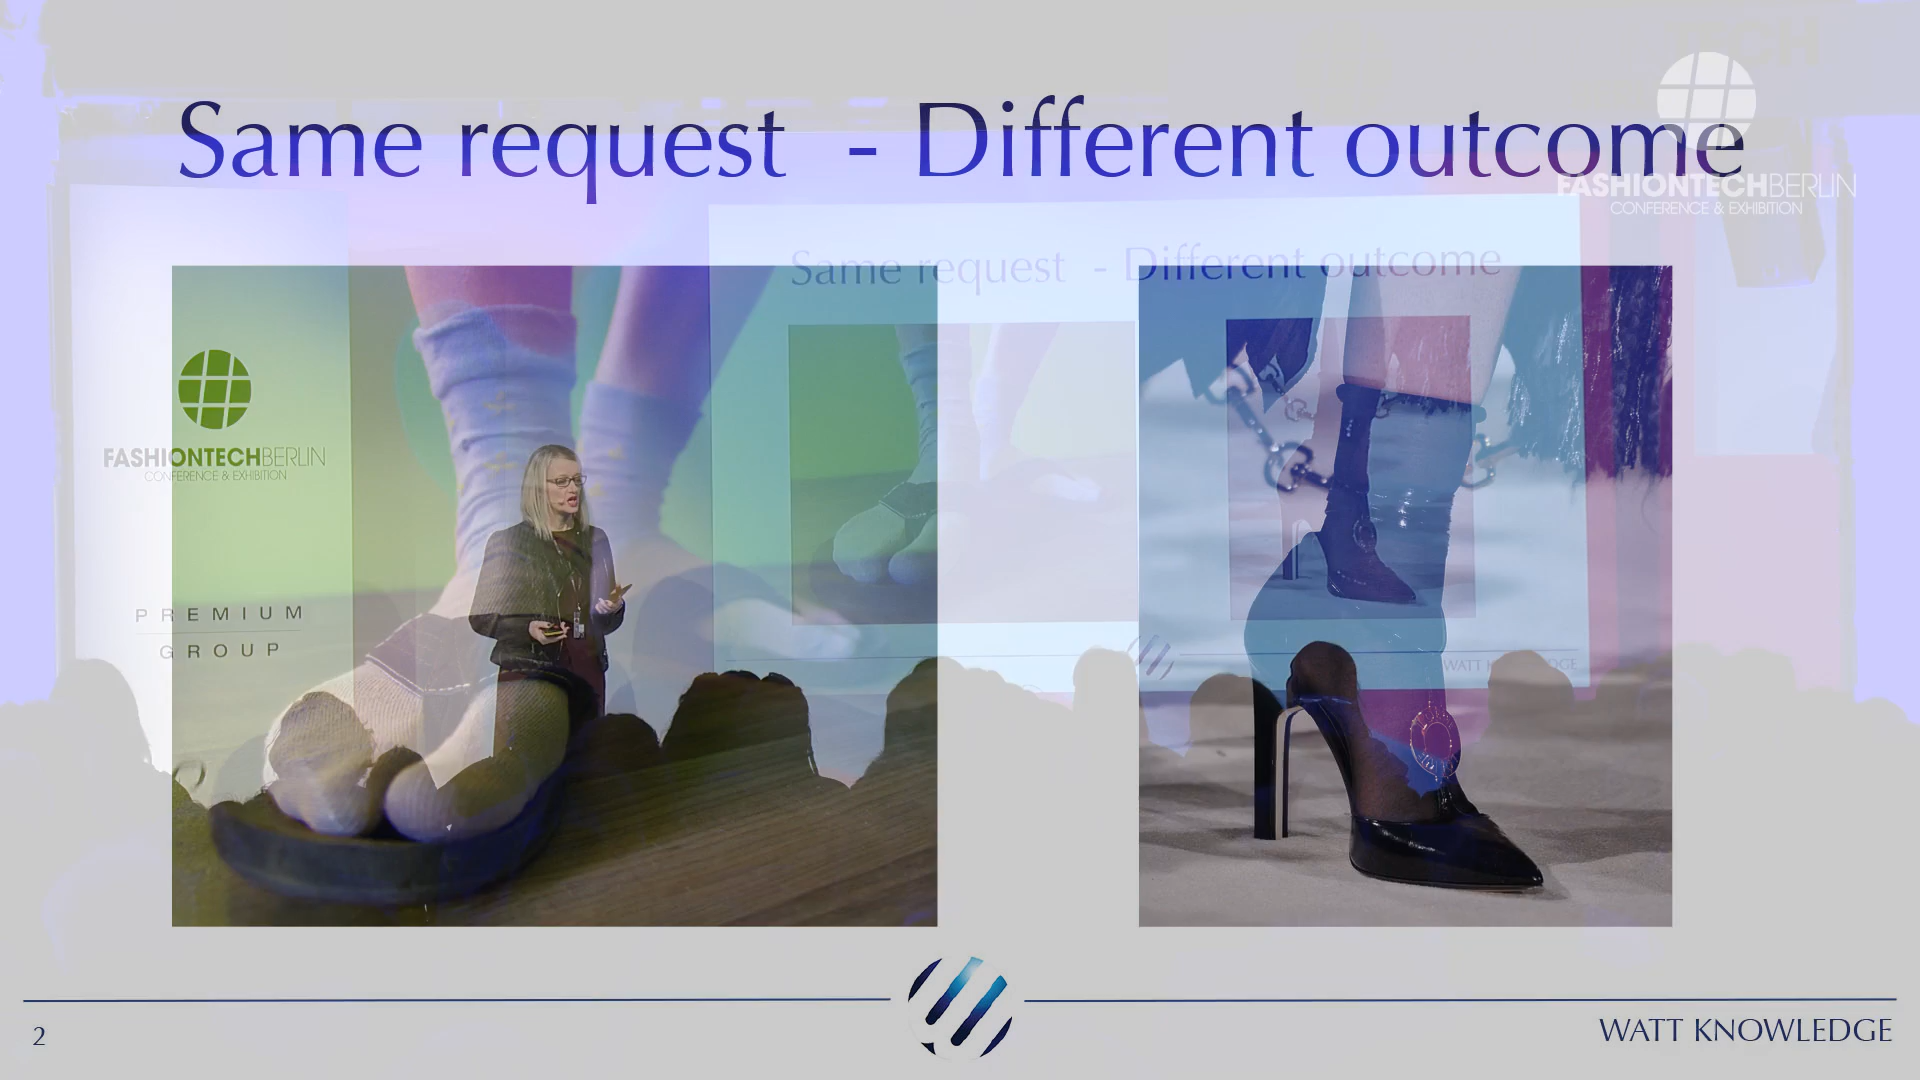 Same request - Different outcome
FASHIONTECHBERLIN
CONFERENCE & EXHIBITION
Same request - Different outcome
FASHIONTECHBERLIN
CONFERENCE & EXHIBITION
PREMIUM
GROUP
2
WATT KNOWLEDGE